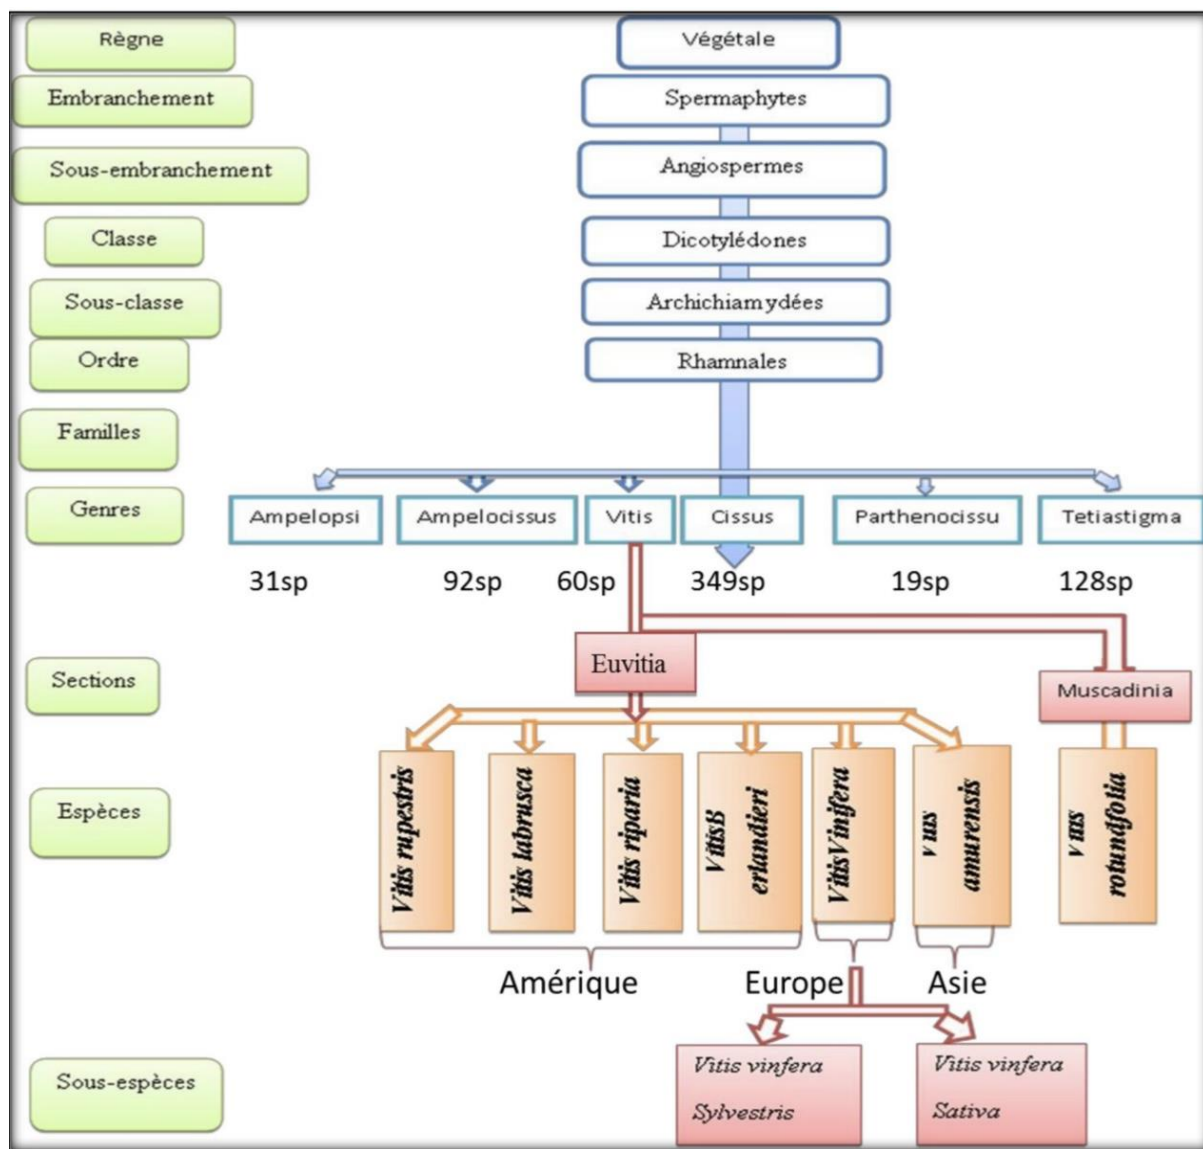 Règne
Végétale
Embranchement
Spermaphytes
Sous-embranchement
Angiospermes
Classe
Dicotylédones
Sous-classe
Archichiamydées
Ordre
Rhamnales
Familles
Genres
Ampelopsi
Ampelocissus
Vitis
Cissus
Parthenocissu
Tetiastigma
31sp
92sp
60sp
349sp
19sp
128sp
Sections
Euvitia
Muscadinia
Espèces
Vitis rupestris
Vitis labrusca
Vitis riparia
VitisB
erlandieri
VitisVinifera
amurensis
rotundfolia
Amérique
Europe
Asie
Sous-espèces
Vitis vinfera
Sylvestris
Vitis vinfera
Sativa